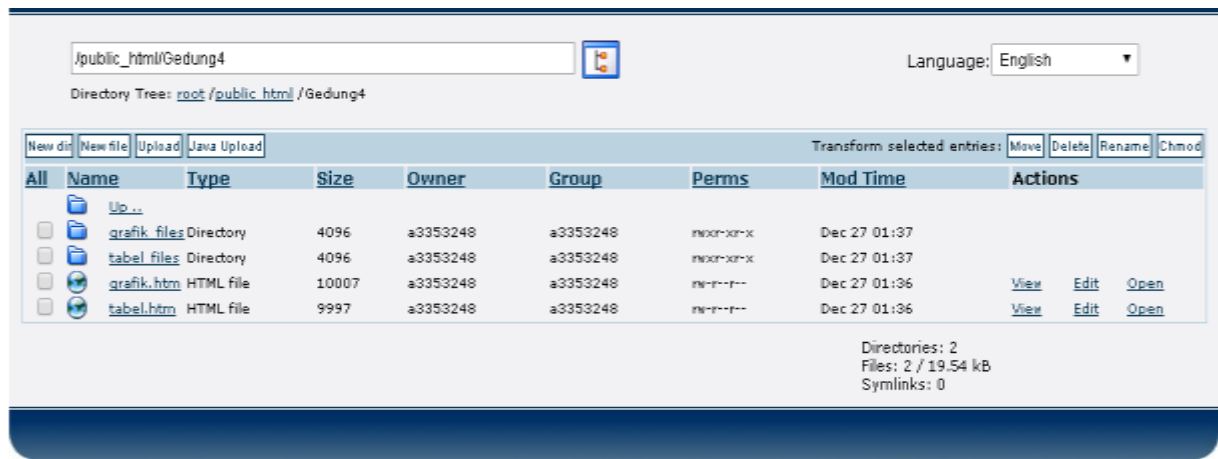 /public_html/Gedung4
Language: English
Directory Tree: root /public_html /Gedung4
New dir New file Upload Java Upload Transform selected entries: Move Delete Rename Chmod
All Name Type Size Owner Group Perms Mod Time Actions
Up ..
grafik_files Directory 4096 a3353248 a3353248 rwxr-xr-x Dec 27 01:37
tabel_files Directory 4096 a3353248 a3353248 rwxr-xr-x Dec 27 01:37
grafik.htm HTML file 10007 a3353248 a3353248 rw-r--r-- Dec 27 01:36 View Edit Open
tabel.htm HTML file 9997 a3353248 a3353248 rw-r--r-- Dec 27 01:36 View Edit Open
Directories: 2
Files: 2 / 19.54 kB
Symlinks: 0